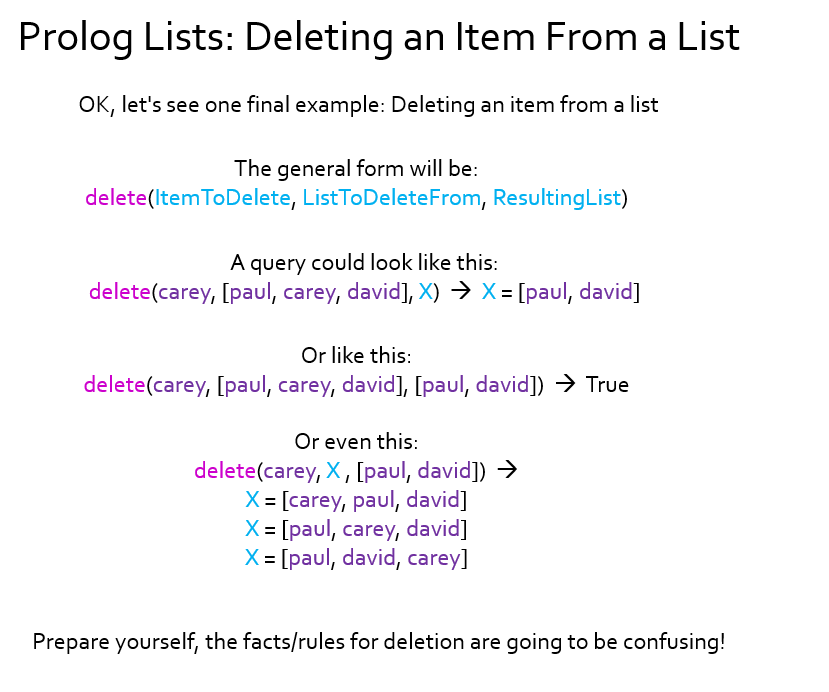 Prolog Lists: Deleting an Item From a List
OK, let's see one final example: Deleting an item from a list
The general form will be:
delete(ItemToDelete, ListToDeleteFrom, ResultingList)
A query could look like this:
delete(carey, [paul, carey, david], X) → X = [paul, david]
Or like this:
delete(carey, [paul, carey, david], [paul, david]) → True
Or even this:
delete(carey, X , [paul, david]) →
X = [carey, paul, david]
X = [paul, carey, david]
X = [paul, david, carey]
Prepare yourself, the facts/rules for deletion are going to be confusing!